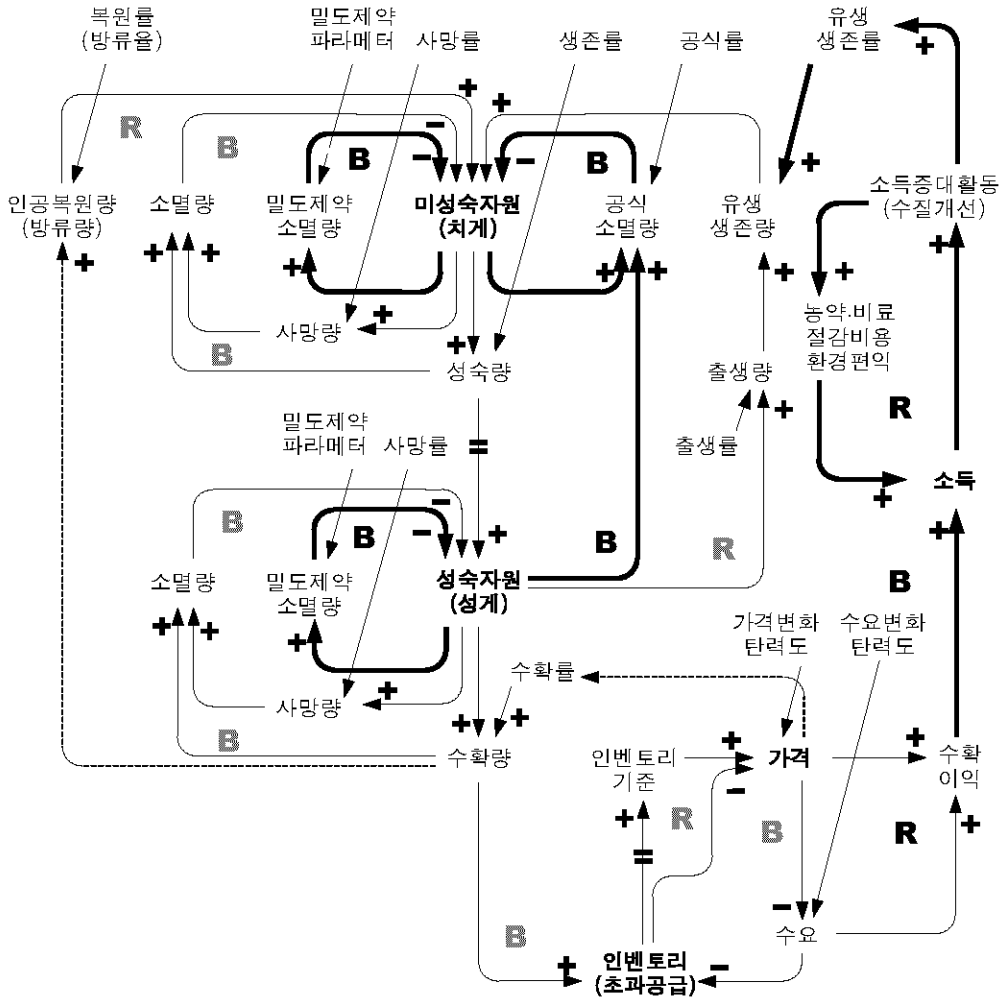 복원률
(방류율)
밀도제약
파라메터
사망률
생존률
공식률
유생
생존률
+
+
+
R
B
−
−
B
−
B
+
인공복원량
(방류량)
소멸량
밀도제약
소멸량
미성숙자원
(치게)
공식
소멸량
유생
생존량
소득증대활동
(수질개선)
+
+
+
+
+
+
+
+
+
사망량
+
농약·비료
절감비용
환경편익
B
+
성숙량
출생량
R
+
밀도제약
파라메터
사망률
=
출생률
소득
+
B
−
−
B
+
B
R
+
B
소멸량
밀도제약
소멸량
성숙자원
(성게)
+
+
+
가격변화
탄력도
수요변화
탄력도
수확률
사망량
+
+
+
B
수확량
인벤토리
기준
+
가격
+
수확
이익
−
+
R
B
R
+
=
−
B
수요
+
인벤토리
(초과공급)
−